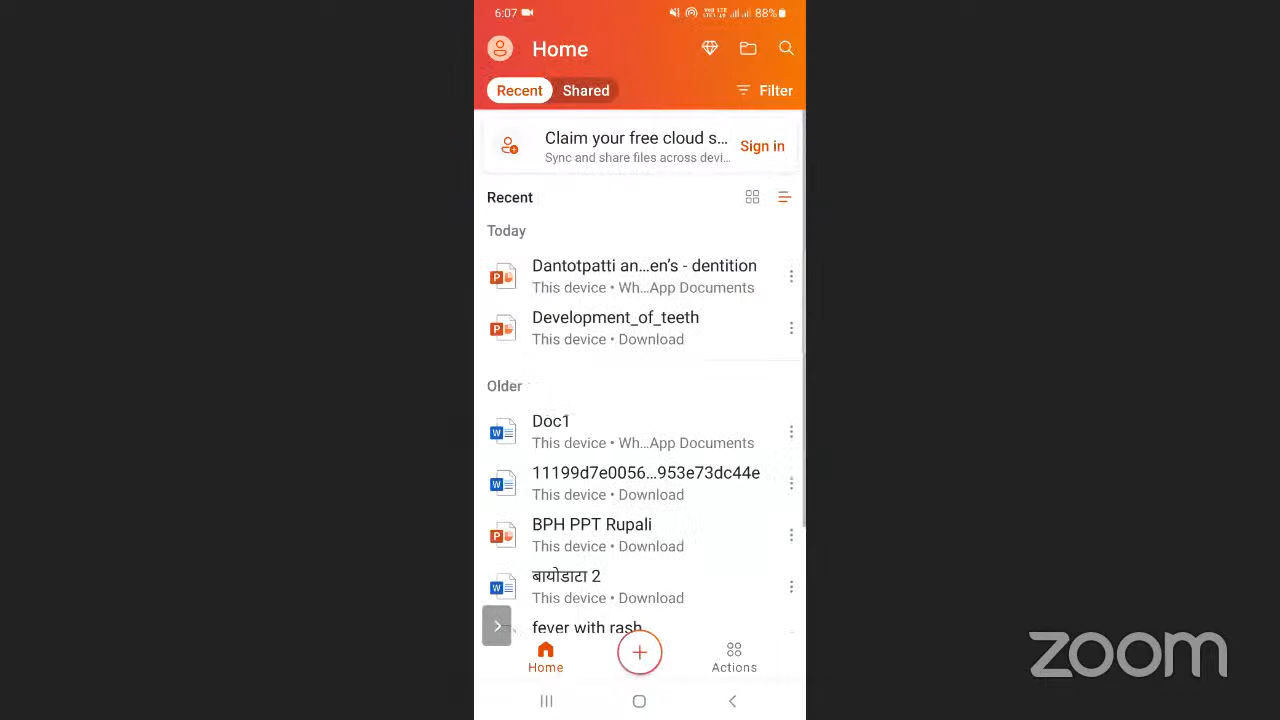 6:07
88%
Home
Recent
Shared
Filter
Claim your free cloud s...
Sign in
Sync and share files across devi...
Recent
Today
Dantotpatti an...en's - dentition
This device • Wh...App Documents
Development_of_teeth
This device • Download
Older
Doc1
This device • Wh...App Documents
11199d7e0056...953e73dc44e
This device • Download
BPH PPT Rupali
This device • Download
बायोडाटा 2
This device • Download
fever with rash
Home
Actions
zoom